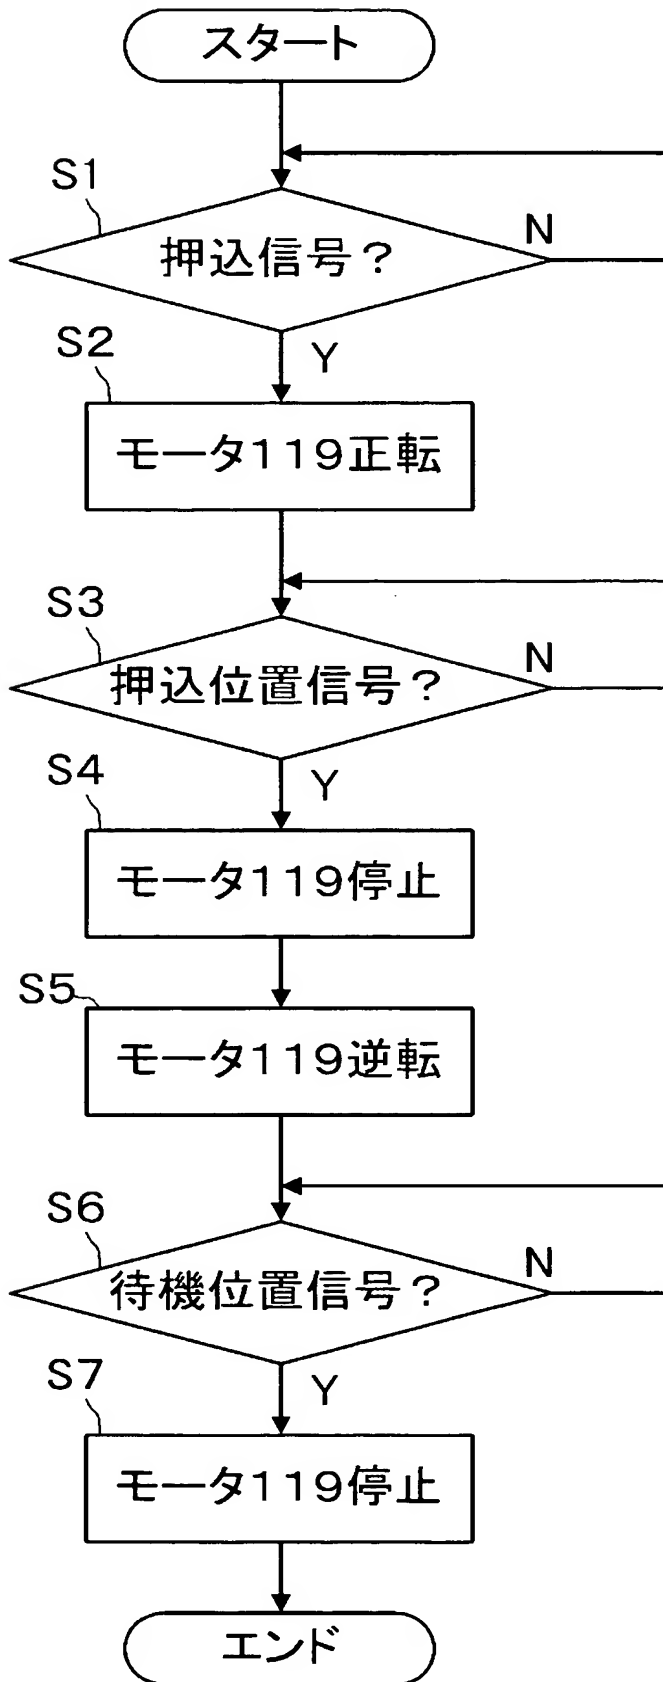 スタート
S1
押込信号？
N
Y
S2
モータ119正転
S3
押込位置信号？
N
Y
S4
モータ119停止
S5
モータ119逆転
S6
待機位置信号？
N
Y
S7
モータ119停止
エンド